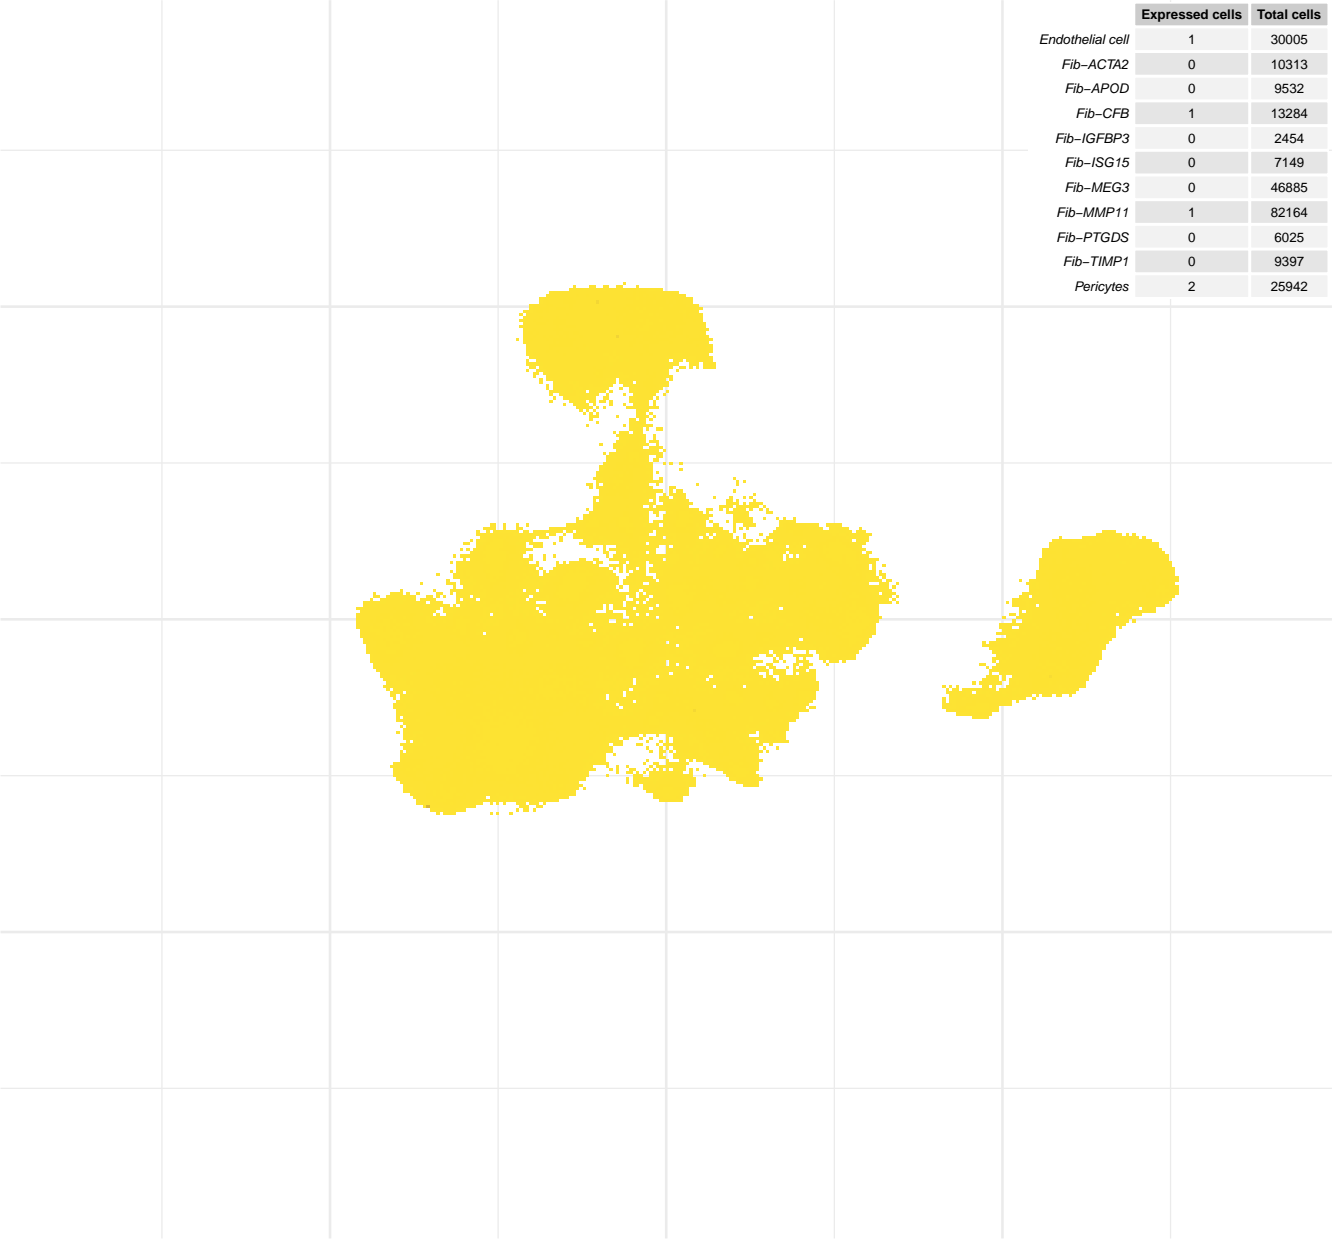 Expressed cells Total cells
Endothelial cell 1 30005
Fib−ACTA2 0 10313
Fib−APOD 0 9532
Fib−CFB 1 13284
Fib−IGFBP3 0 2454
Fib−ISG15 0 7149
Fib−MEG3 0 46885
Fib−MMP11 1 82164
Fib−PTGDS 0 6025
Fib−TIMP1 0 9397
Pericytes 2 25942